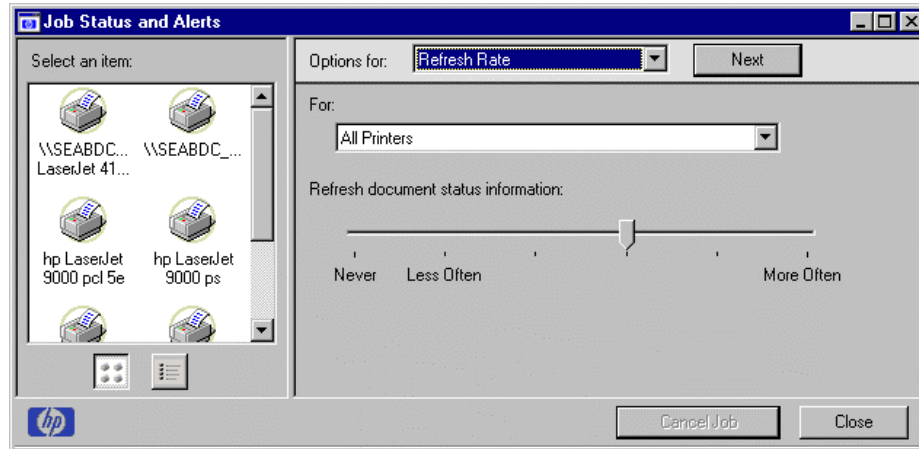 Job Status and Alerts
Select an item:
\\SEABDC...
LaserJet 41...
\\SEABDC_...
hp LaserJet
9000 pcl 5e
hp LaserJet
9000 ps
Options for:
Refresh Rate
Next
For:
All Printers
Refresh document status information:
Never
Less Often
More Often
hp
Cancel Job
Close